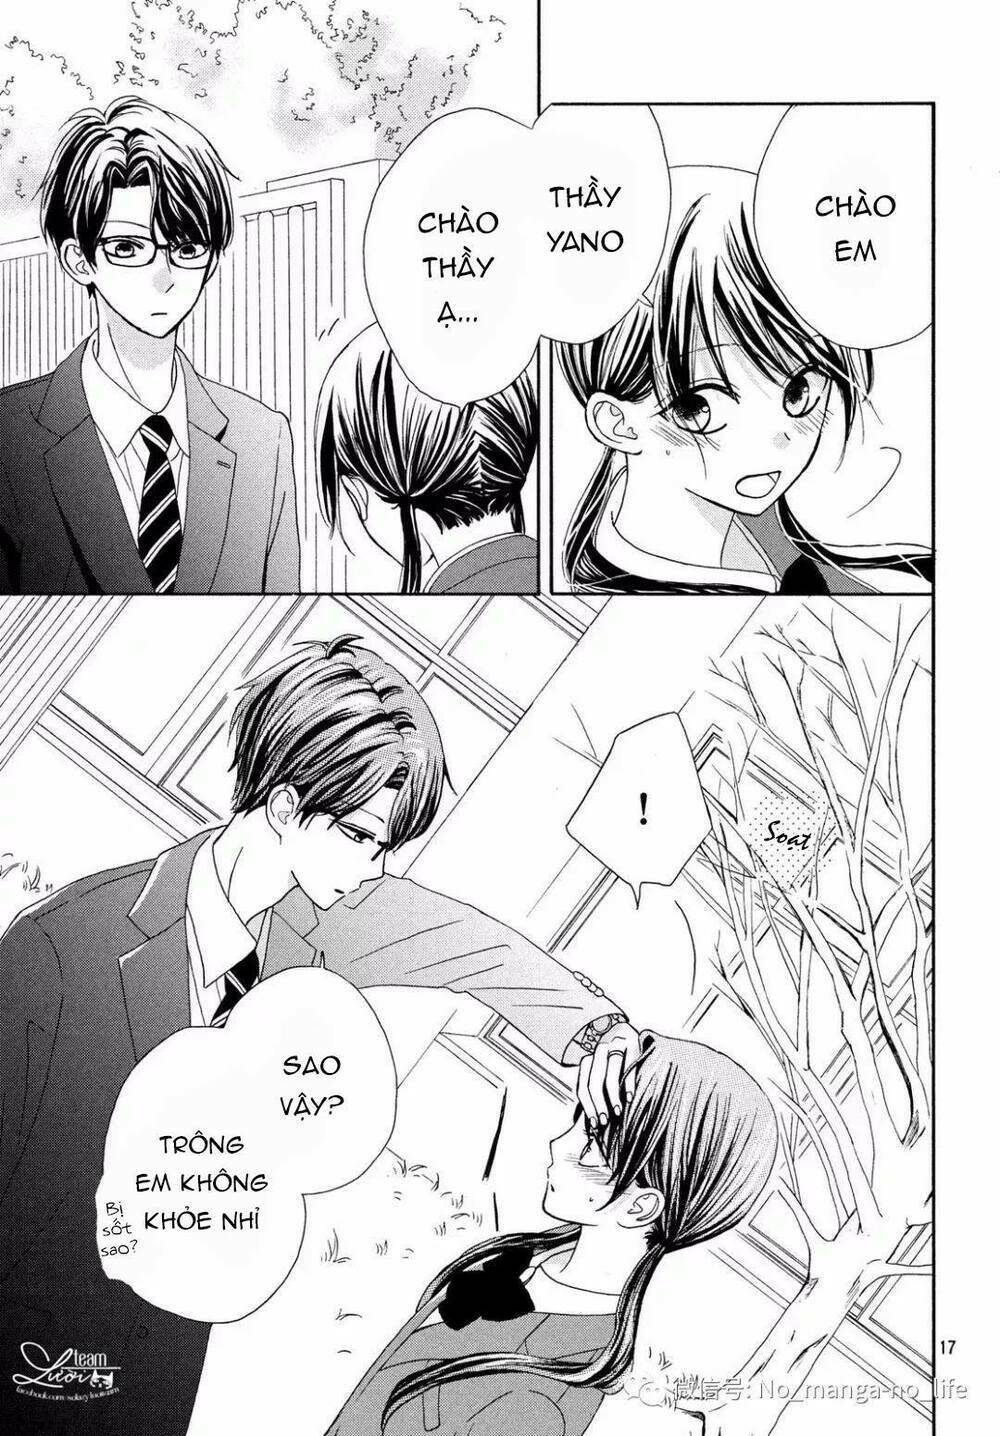 CHÀO
EM
THẦY
YANO
CHÀO
THẦY
Ạ...
!
Soạt
SAO
VẬY?
TRÔNG
EM KHÔNG
KHỎE NHỈ
Bị
sốt
sao?
17
team
Lười
微信号: No_manga-no_life